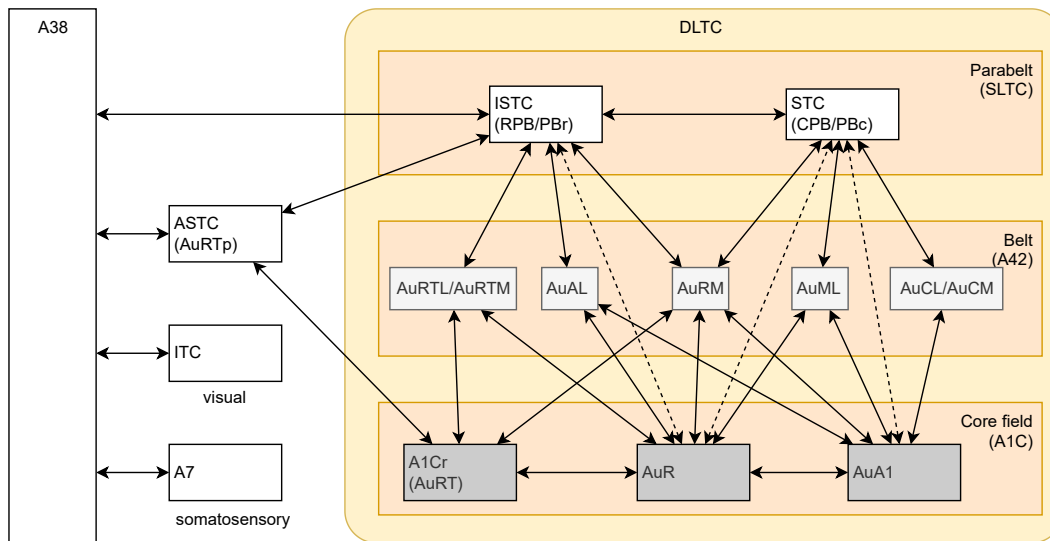 A38
DLTC
Parabelt
(SLTC)
ISTC
(RPB/PBr)
STC
(CPB/PBc)
ASTC
(AuRTp)
Belt
(A42)
AuRTL/AuRTM
AuAL
AuRM
AuML
AuCL/AuCM
ITC
visual
Core field
(A1C)
A1Cr
(AuRT)
AuR
AuA1
A7
somatosensory